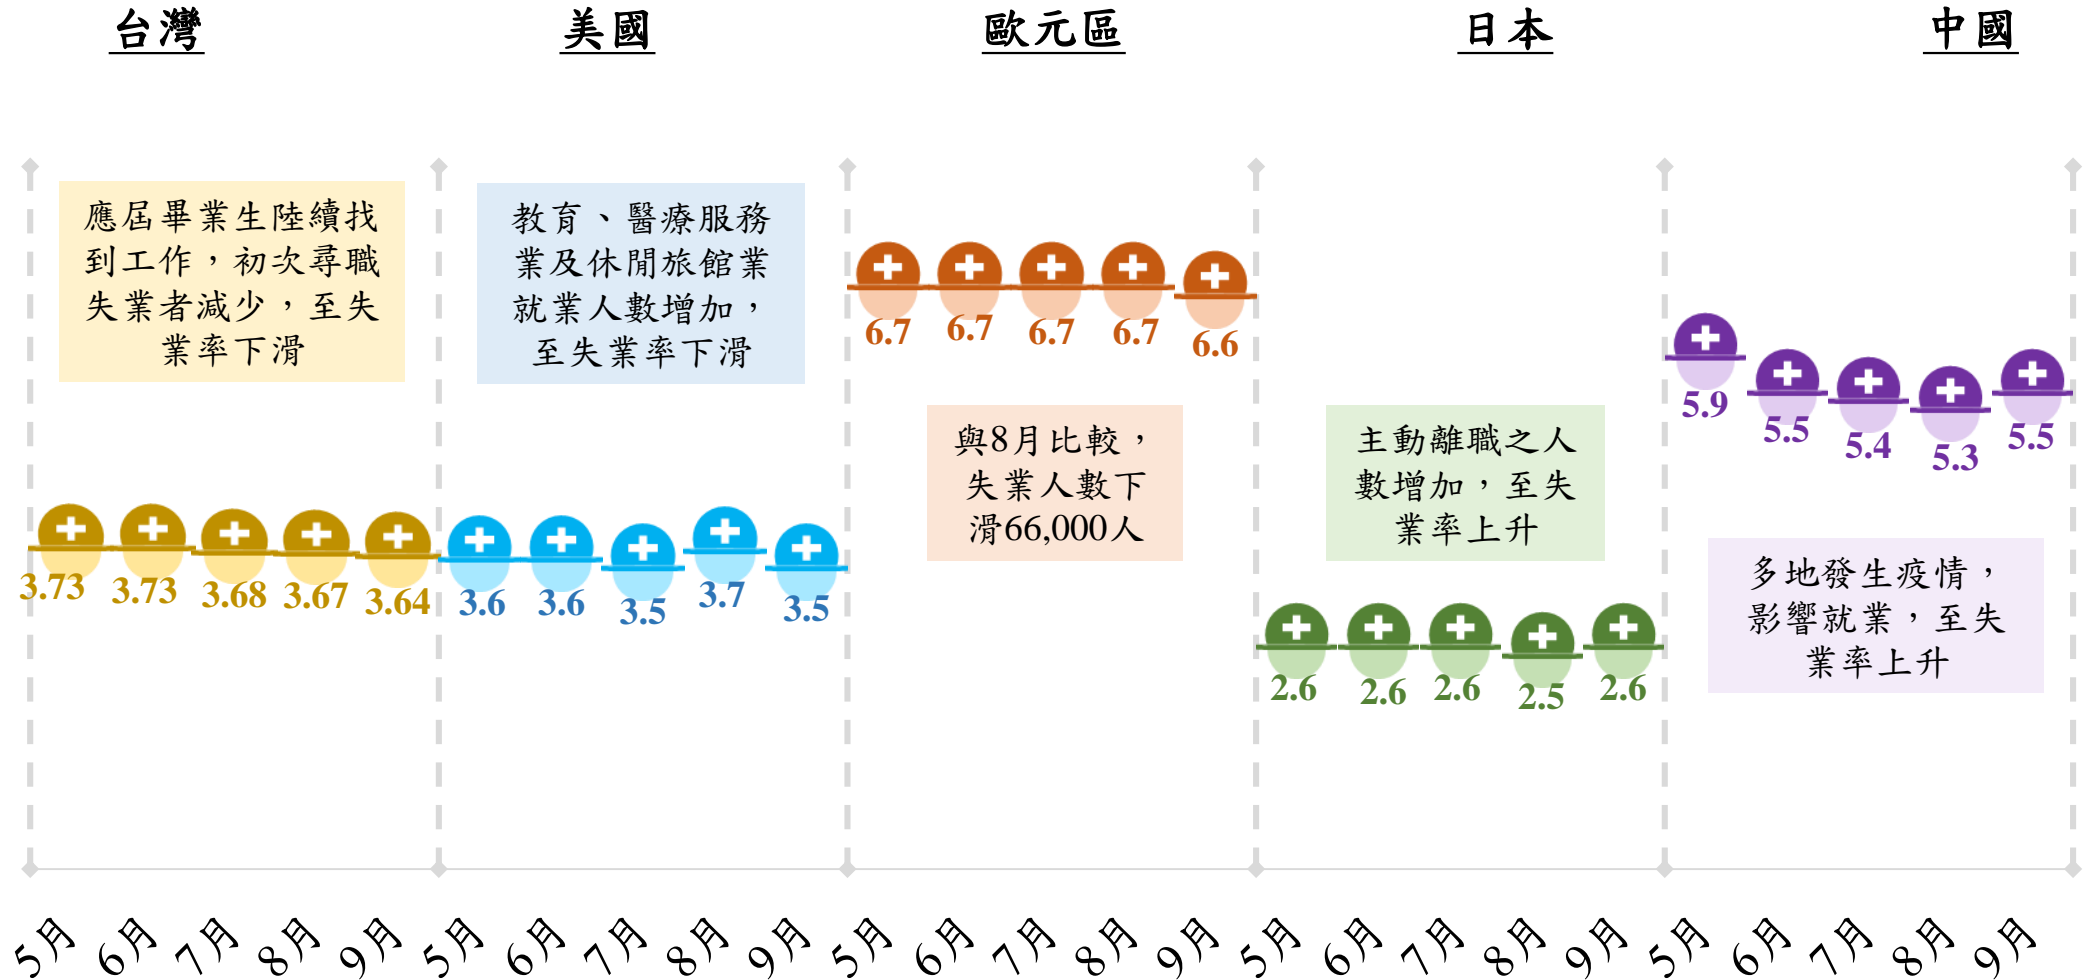 台灣
美國
歐元區
日本
中國
應屆畢業生陸續找
到工作，初次尋職
失業者減少，至失
業率下滑
教育、醫療服務
業及休閒旅館業
就業人數增加，
至失業率下滑
與8月比較，
失業人數下
滑66,000人
主動離職之人
數增加，至失
業率上升
多地發生疫情，
影響就業，至失
業率上升
3.73
3.73
3.68
3.67
3.64
3.6
3.6
3.5
3.7
3.5
6.7
6.7
6.7
6.7
6.6
2.6
2.6
2.6
2.5
2.6
5.9
5.5
5.4
5.3
5.5
5月
6月
7月
8月
9月
5月
6月
7月
8月
9月
5月
6月
7月
8月
9月
5月
6月
7月
8月
9月
5月
6月
7月
8月
9月